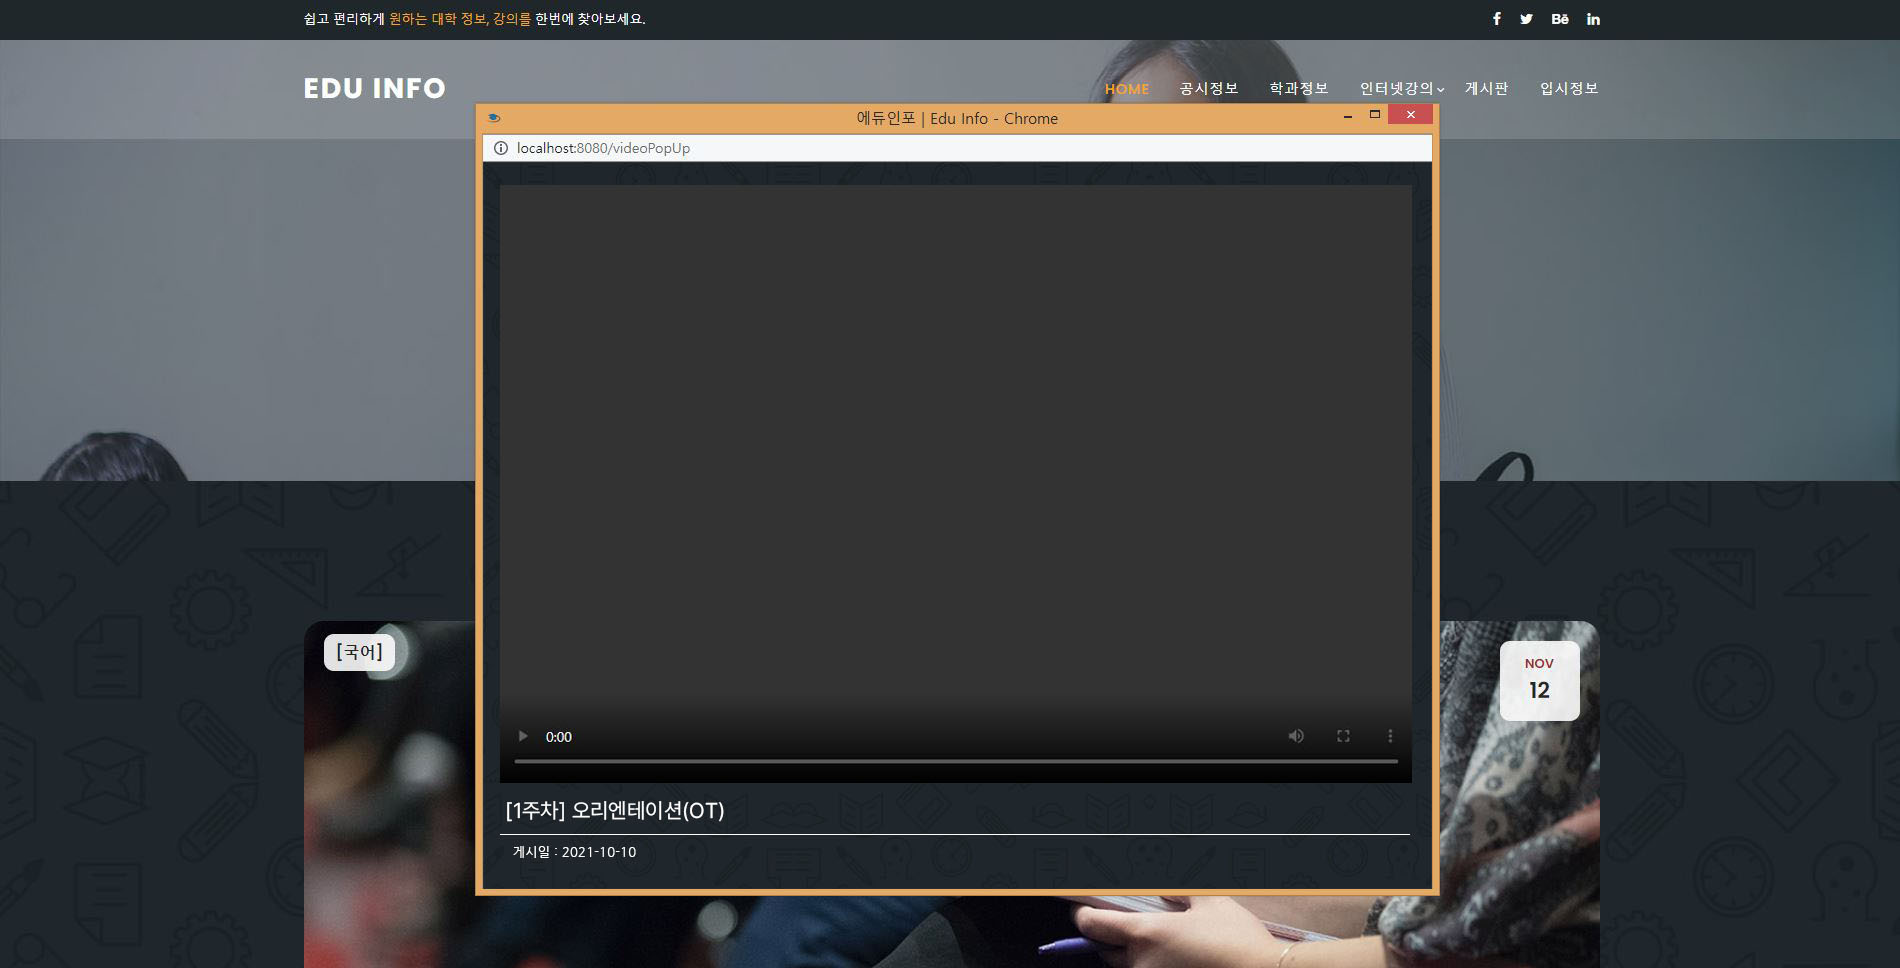 쉽고 편리하게 원하는 대학 정보, 강의를 한번에 찾아보세요.
EDU INFO
HOME 공시정보 학과정보 인터넷강의 게시판 입시정보
에듀인포 | Edu Info - Chrome
localhost:8080/videoPopUp
[국어]
NOV
12
0:00
[1주차] 오리엔테이션(OT)
게시일 : 2021-10-10